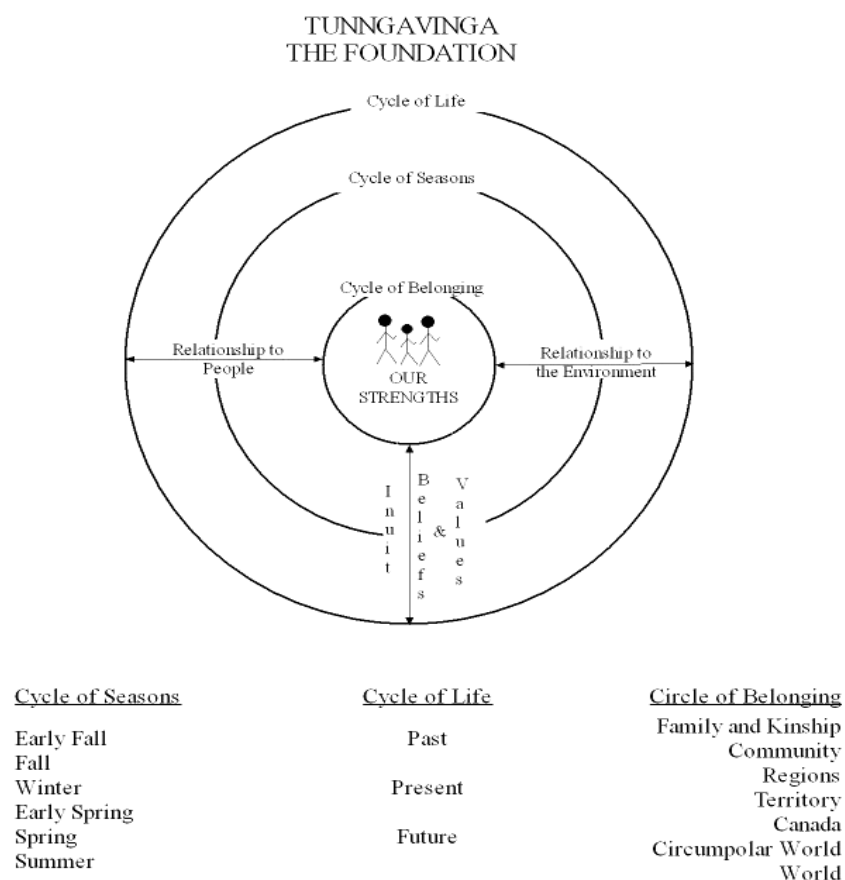 TUNNGAVINGA
THE FOUNDATION
Cycle of Life
Cycle of Seasons
Cycle of Belonging
Relationship to
People
OUR
STRENGTHS
Relationship to
the Environment
Inuit
Beliefs
&
Values
Cycle of Seasons
Early Fall
Fall
Winter
Early Spring
Spring
Summer
Cycle of Life
Past
Present
Future
Circle of Belonging
Family and Kinship
Community
Regions
Territory
Canada
Circumpolar World
World